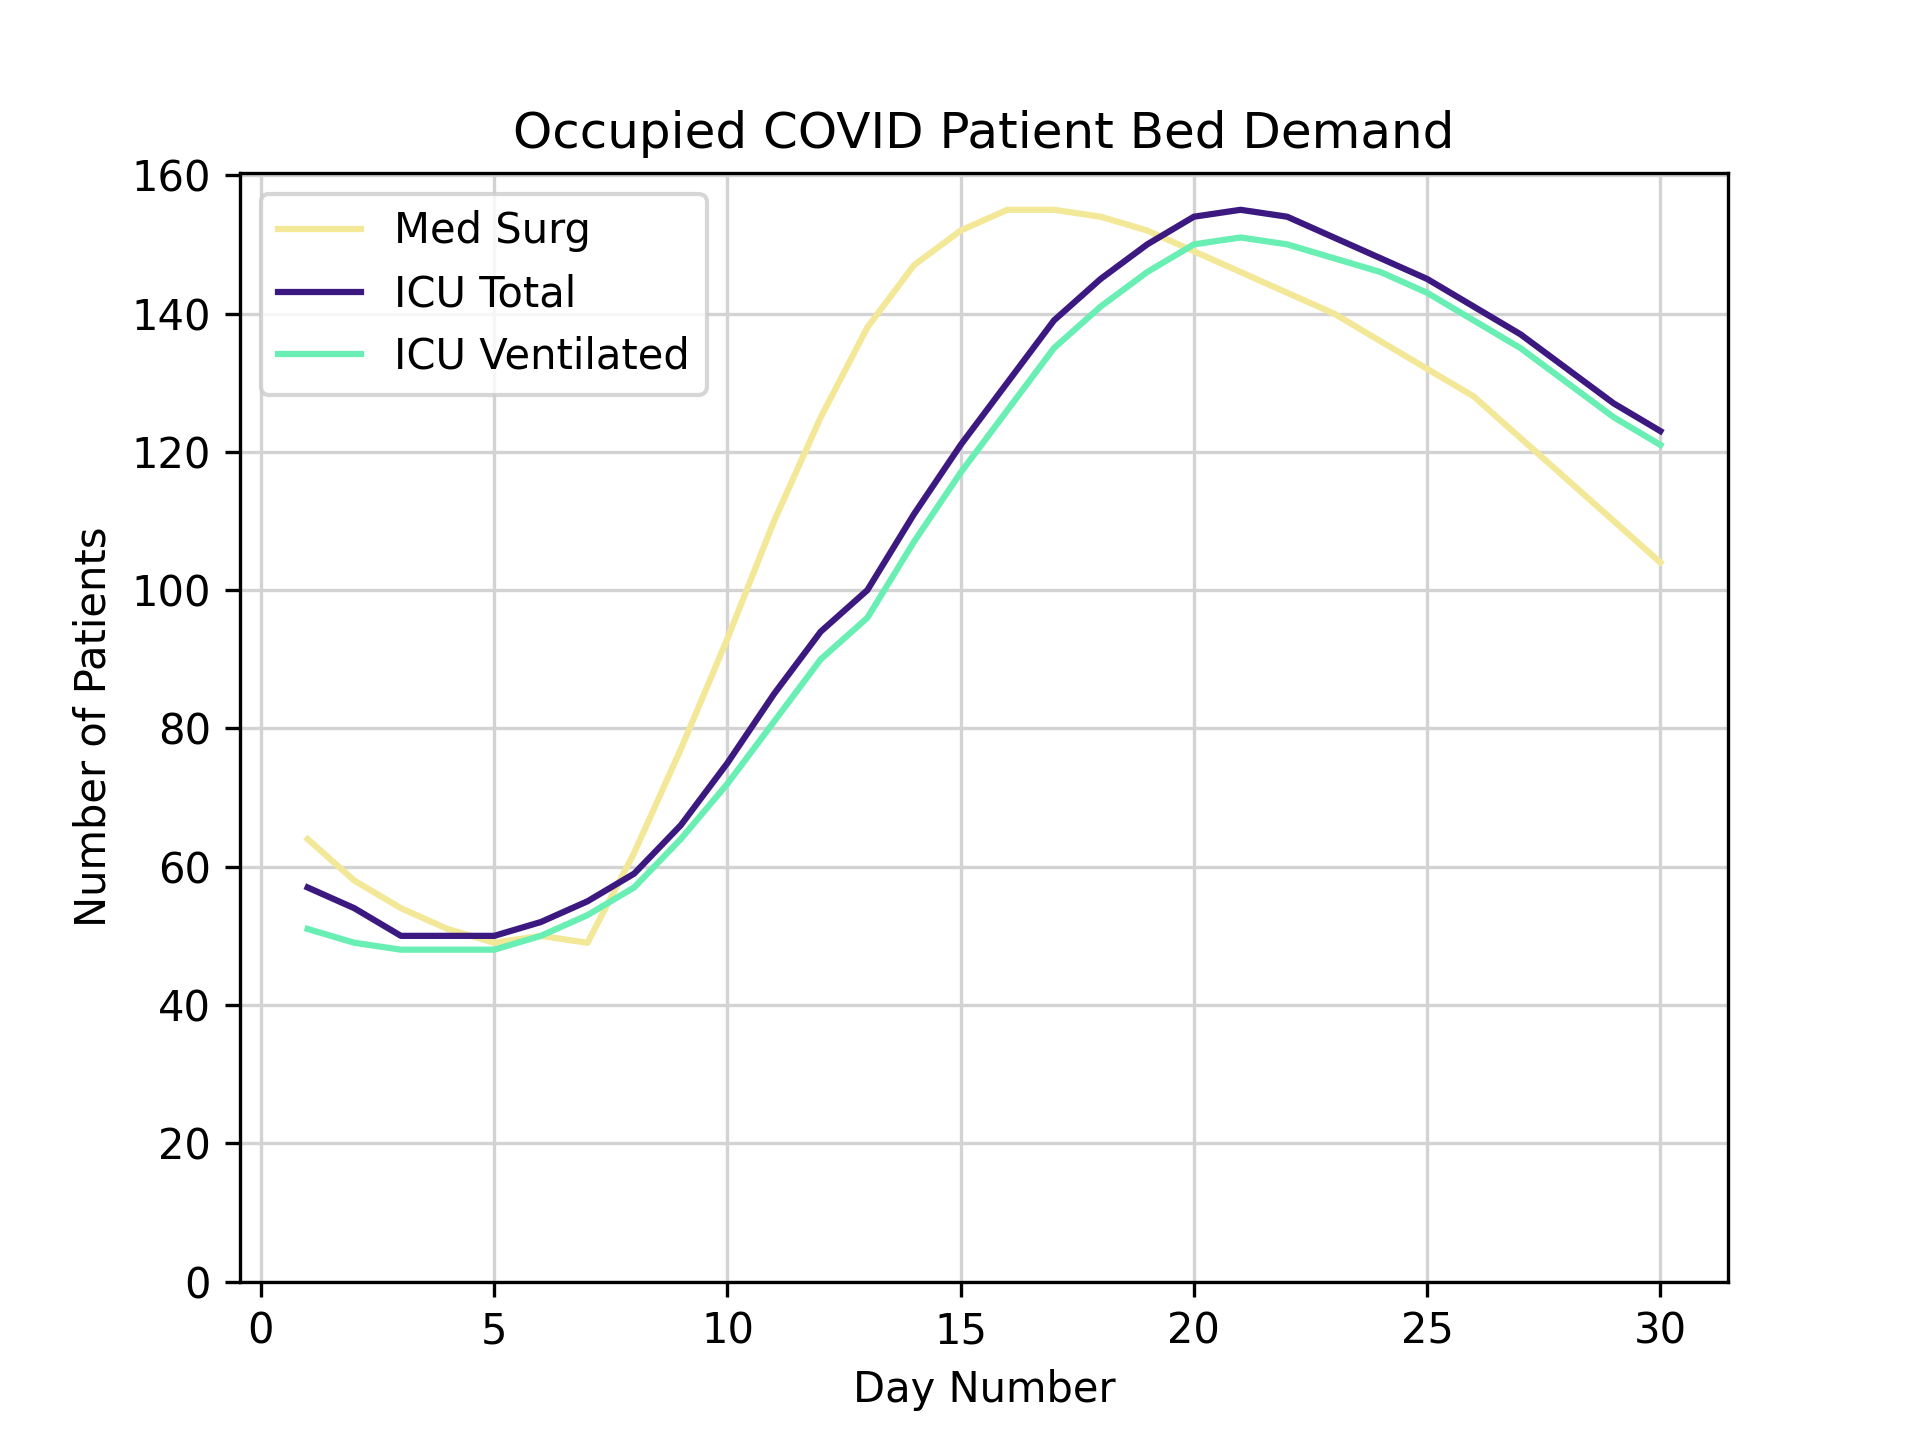 Occupied COVID Patient Bed Demand
Number of Patients
160
140
120
100
80
60
40
20
0
Med Surg
ICU Total
ICU Ventilated
0 5 10 15 20 25 30
Day Number